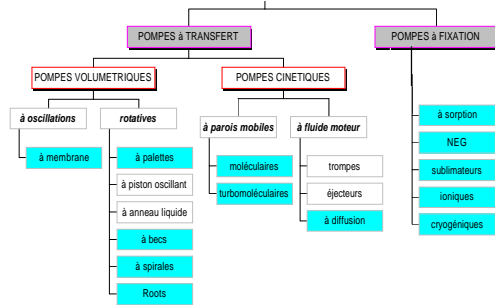 POMPES à TRANSFERT
POMPES à FIXATION
POMPES VOLUMETRIQUES
POMPES CINETIQUES
à oscillations
rotatives
à parois mobiles
à fluide moteur
à membrane
à palettes
à piston oscillant
à anneau liquide
à becs
à spirales
Roots
moléculaires
turbomoléculaires
trompes
éjecteurs
à diffusion
à sorption
NEG
sublimateurs
ioniques
cryogéniques